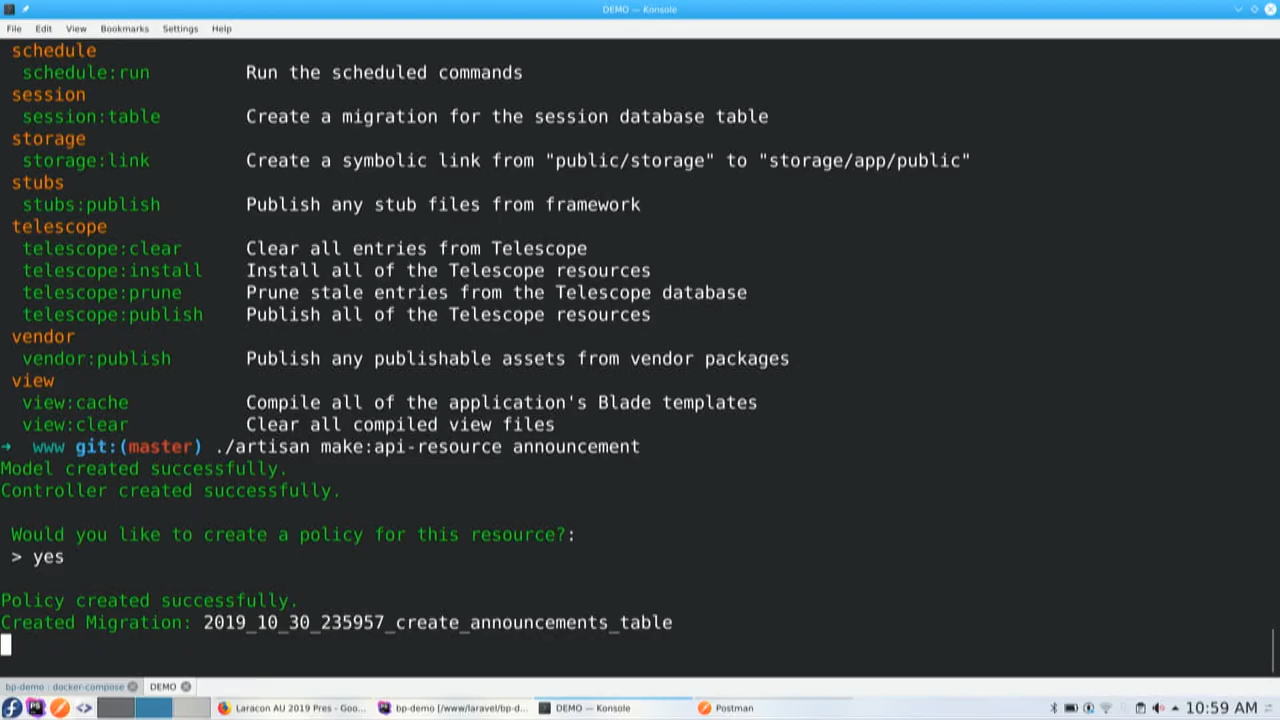 DEMO — Konsole
File Edit View Bookmarks Settings Help
schedule
schedule:run Run the scheduled commands
session
session:table Create a migration for the session database table
storage
storage:link Create a symbolic link from "public/storage" to "storage/app/public"
stubs
stubs:publish Publish any stub files from framework
telescope
telescope:clear Clear all entries from Telescope
telescope:install Install all of the Telescope resources
telescope:prune Prune stale entries from the Telescope database
telescope:publish Publish all of the Telescope resources
vendor
vendor:publish Publish any publishable assets from vendor packages
view
view:cache Compile all of the application's Blade templates
view:clear Clear all compiled view files
→ www git:(master) ./artisan make:api-resource announcement
Model created successfully.
Controller created successfully.
Would you like to create a policy for this resource?:
> yes
Policy created successfully.
Created Migration: 2019_10_30_235957_create_announcements_table
bp-demo : docker-compose DEMO
Laracon AU 2019 Pres - Goo... bp-demo [/www/laravel/bp-d... DEMO — Konsole Postman 10:59 AM